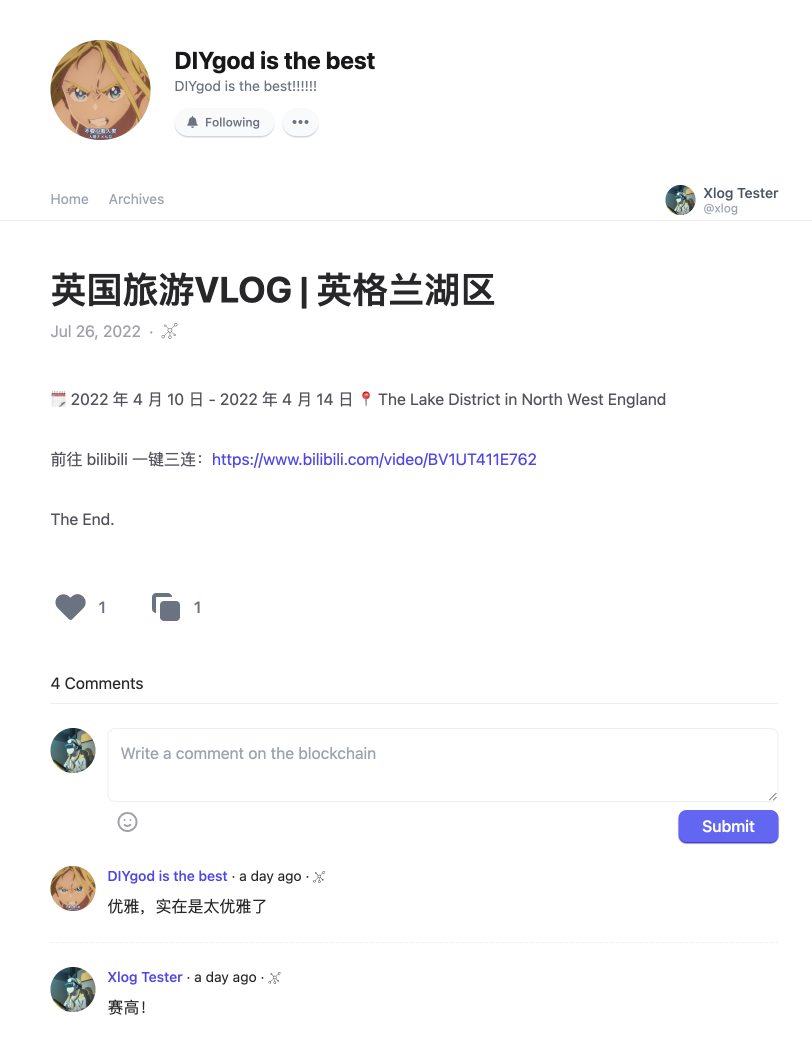 DIYgod is the best
DIYgod is the best!!!!!!
Following
Home Archives
Xlog Tester
@xlog
英国旅游VLOG | 英格兰湖区
Jul 26, 2022 ·
2022 年 4 月 10 日 - 2022 年 4 月 14 日 The Lake District in North West England
前往 bilibili 一键三连：https://www.bilibili.com/video/BV1UT411E762
The End.
1 1
4 Comments
Write a comment on the blockchain
Submit
DIYgod is the best · a day ago ·
优雅，实在是太优雅了
Xlog Tester · a day ago ·
赛高！